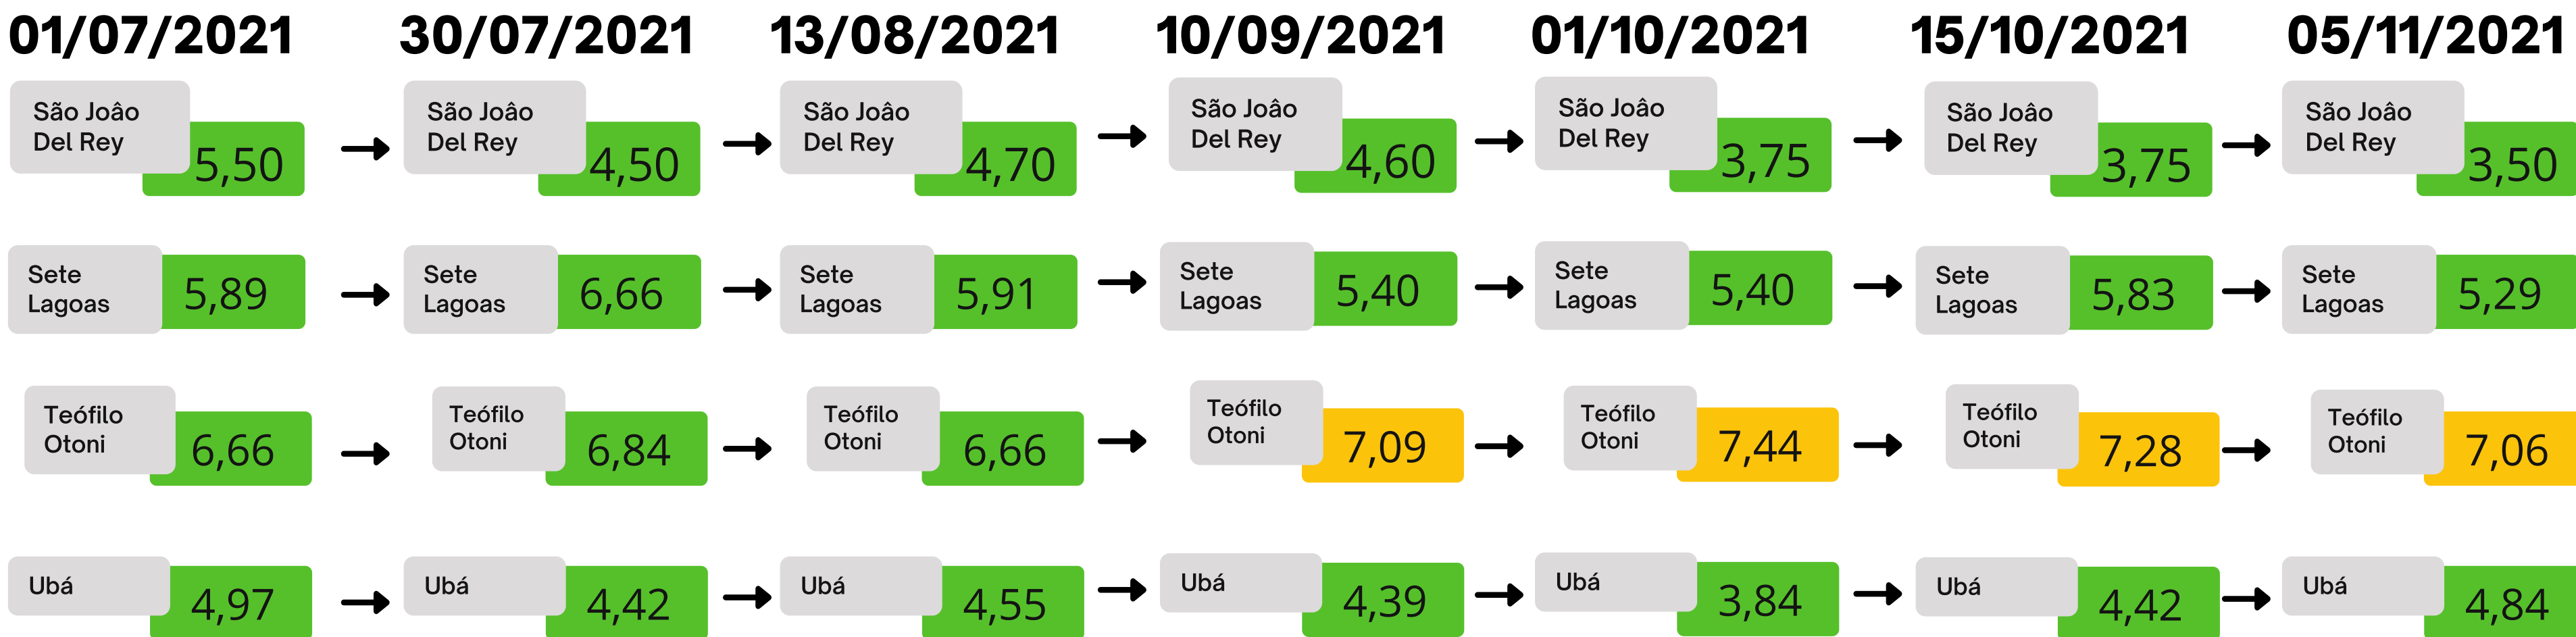 01/07/2021 30/07/2021 13/08/2021 10/09/2021 01/10/2021 15/10/2021 05/11/2021
São Joâo São Joâo São Joâo São Joâo São Joâo São Joâo São Joâo
Del Rey Del Rey Del Rey Del Rey Del Rey Del Rey Del Rey
5,50 4,50 4,70 4,60 3,75 3,75 3,50
Sete Sete Sete Sete Sete Sete Sete
Lagoas Lagoas Lagoas Lagoas Lagoas Lagoas Lagoas
5,89 6,66 5,91 5,40 5,40 5,83 5,29
Teófilo Teófilo Teófilo Teófilo Teófilo Teófilo Teófilo
Otoni Otoni Otoni Otoni Otoni Otoni Otoni
6,66 6,84 6,66 7,09 7,44 7,28 7,06
Ubá Ubá Ubá Ubá Ubá Ubá Ubá
4,97 4,42 4,55 4,39 3,84 4,42 4,84